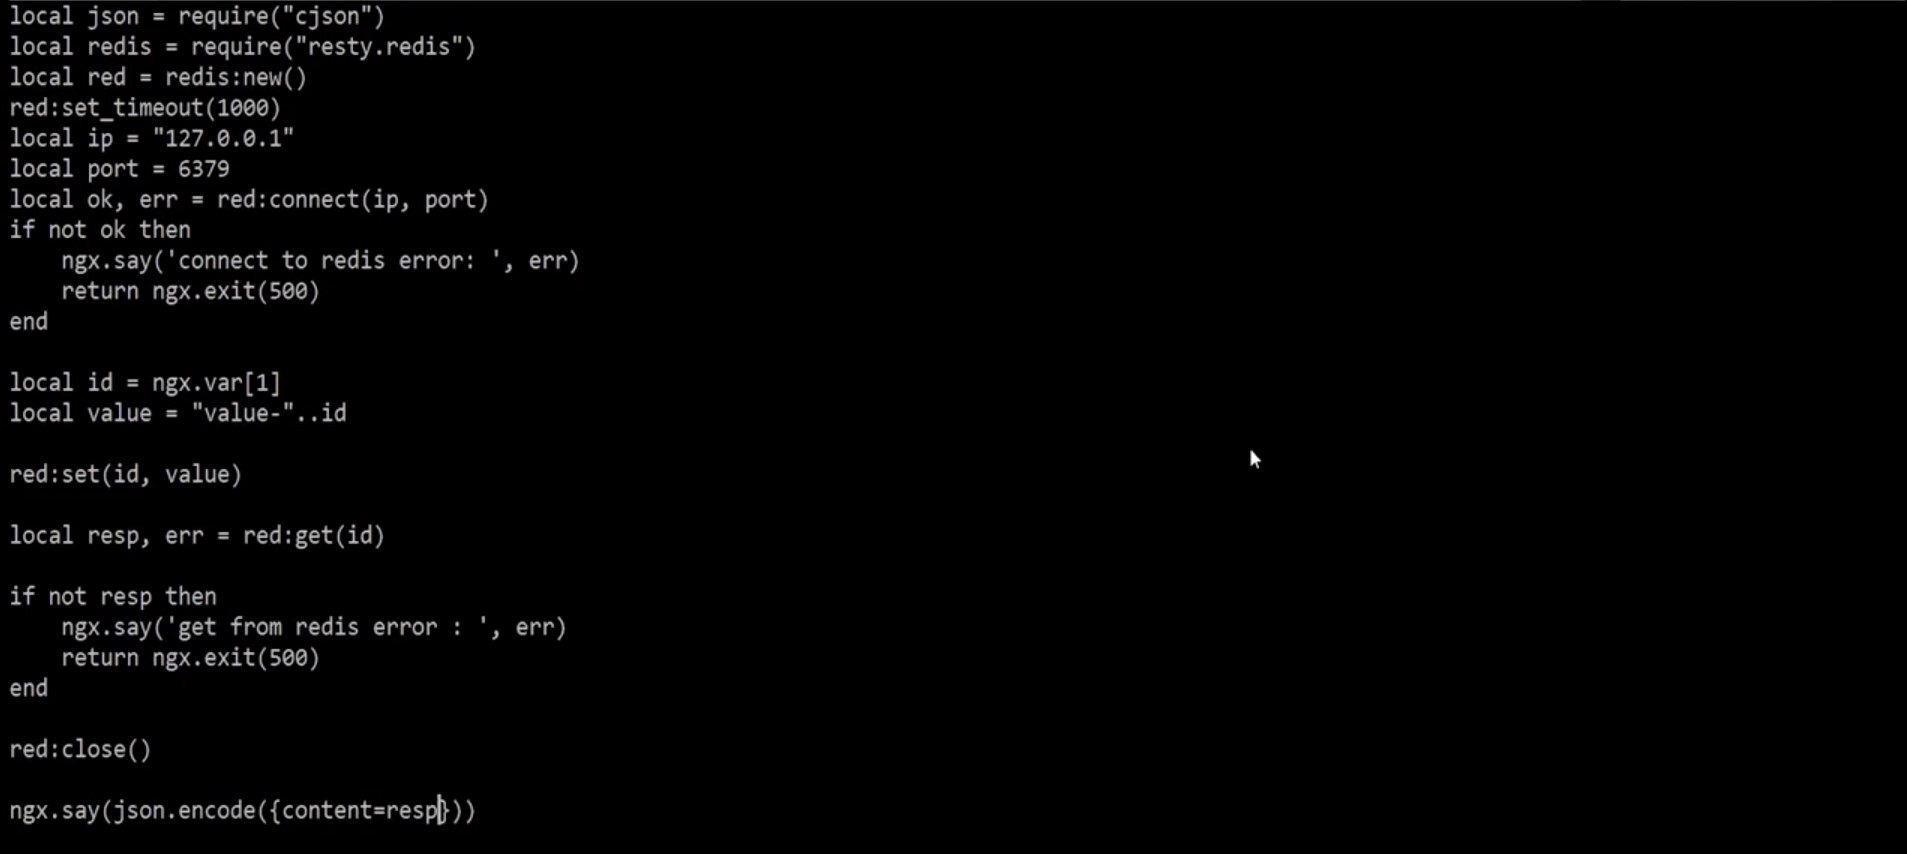 local json = require("cjson")
local redis = require("resty.redis")
local red = redis:new()
red:set_timeout(1000)
local ip = "127.0.0.1"
local port = 6379
local ok, err = red:connect(ip, port)
if not ok then
    ngx.say('connect to redis error: ', err)
    return ngx.exit(500)
end

local id = ngx.var[1]
local value = "value-"..id

red:set(id, value)

local resp, err = red:get(id)

if not resp then
    ngx.say('get from redis error : ', err)
    return ngx.exit(500)
end

red:close()

ngx.say(json.encode({content=resp}))